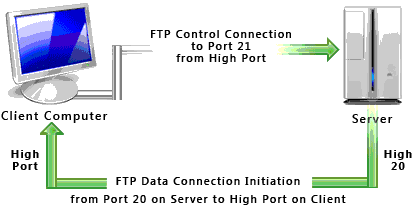 FTP Control Connection
to Port 21
from High Port
Client Computer
Server
High
Port
High
20
FTP Data Connection Initiation
from Port 20 on Server to High Port on Client